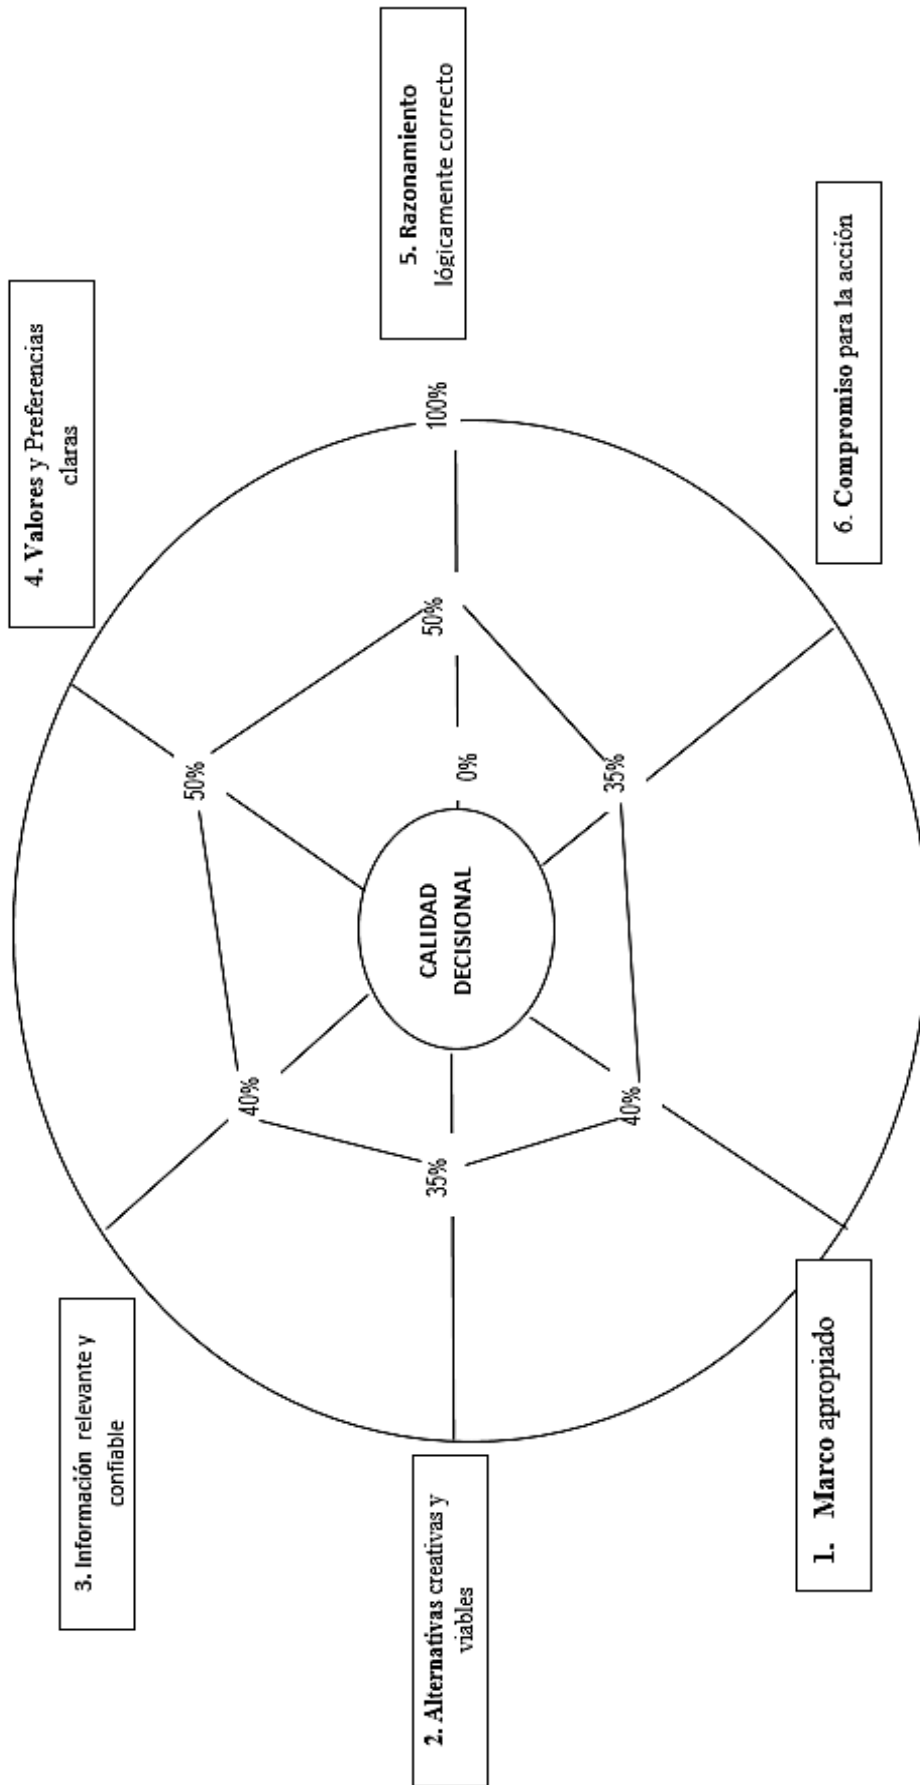 3. Información relevante y
confiable
4. Valores y Preferencias
claras
40%
50%
2. Alternativas creativas y
viables
35%
CALIDAD
DECISIONAL
0%
50%
100%
5. Razonamiento
lógicamente correcto
40%
35%
1. Marco apropiado
6. Compromiso para la acción